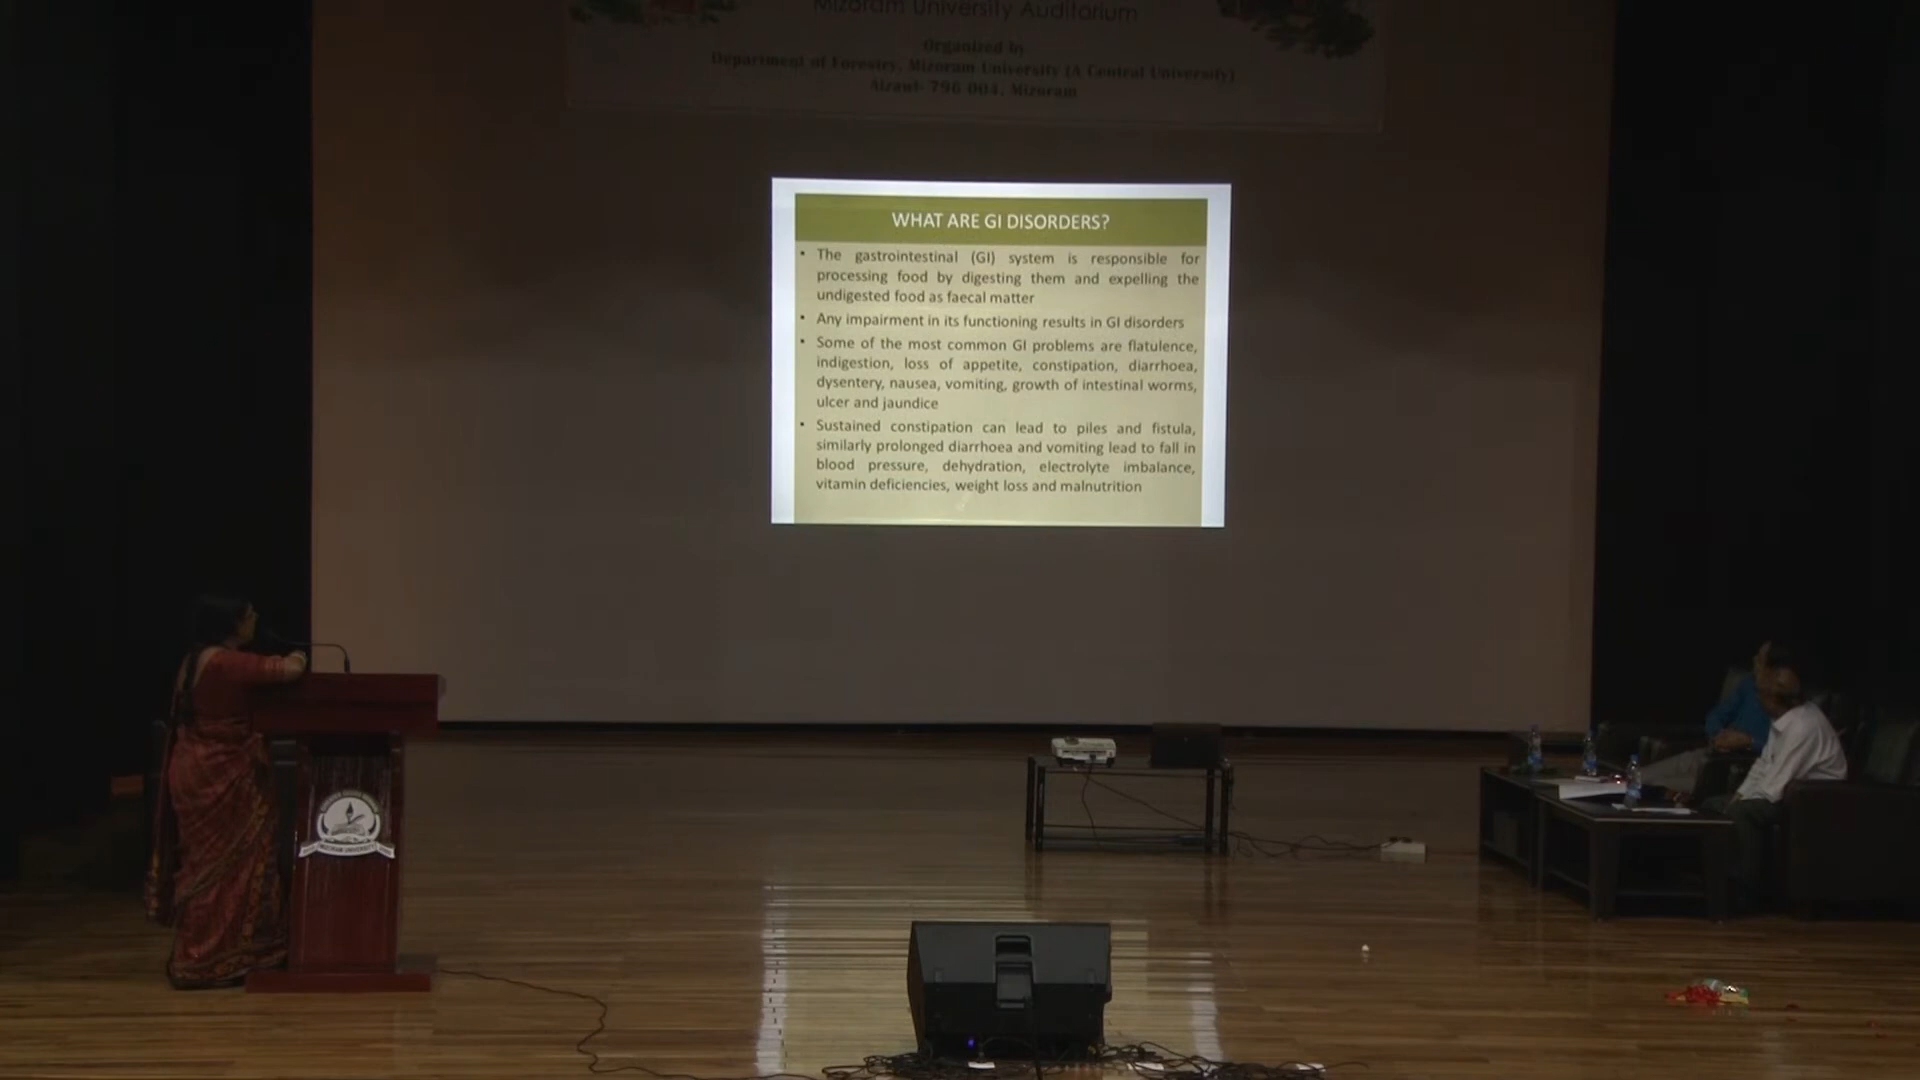 Mizoram University Auditorium
Organized by
Department of Forestry, Mizoram University (A Central University)
Aizawl- 796 004, Mizoram
WHAT ARE GI DISORDERS?
• The gastrointestinal (GI) system is responsible for
processing food by digesting them and expelling the
undigested food as faecal matter
• Any impairment in its functioning results in GI disorders
• Some of the most common GI problems are flatulence,
indigestion, loss of appetite, constipation, diarrhoea,
dysentery, nausea, vomiting, growth of intestinal worms,
ulcer and jaundice
• Sustained constipation can lead to piles and fistula,
similarly prolonged diarrhoea and vomiting lead to fall in
blood pressure, dehydration, electrolyte imbalance,
vitamin deficiencies, weight loss and malnutrition
MIZORAM UNIVERSITY